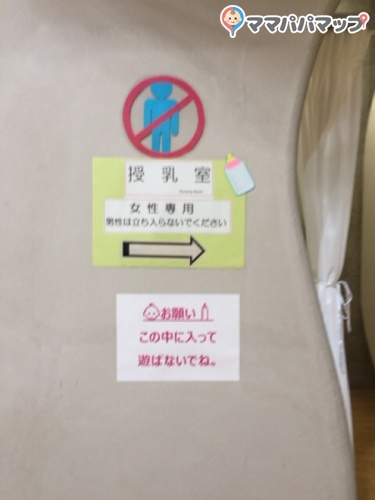 ママパパマップ
授乳室
女性専用
男性は立ち入らないでください
お願い
この中に入って
遊ばないでね。